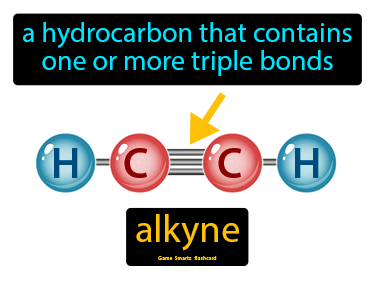 a hydrocarbon that contains
one or more triple bonds
H C C H
alkyne
Game Smartz flashcard